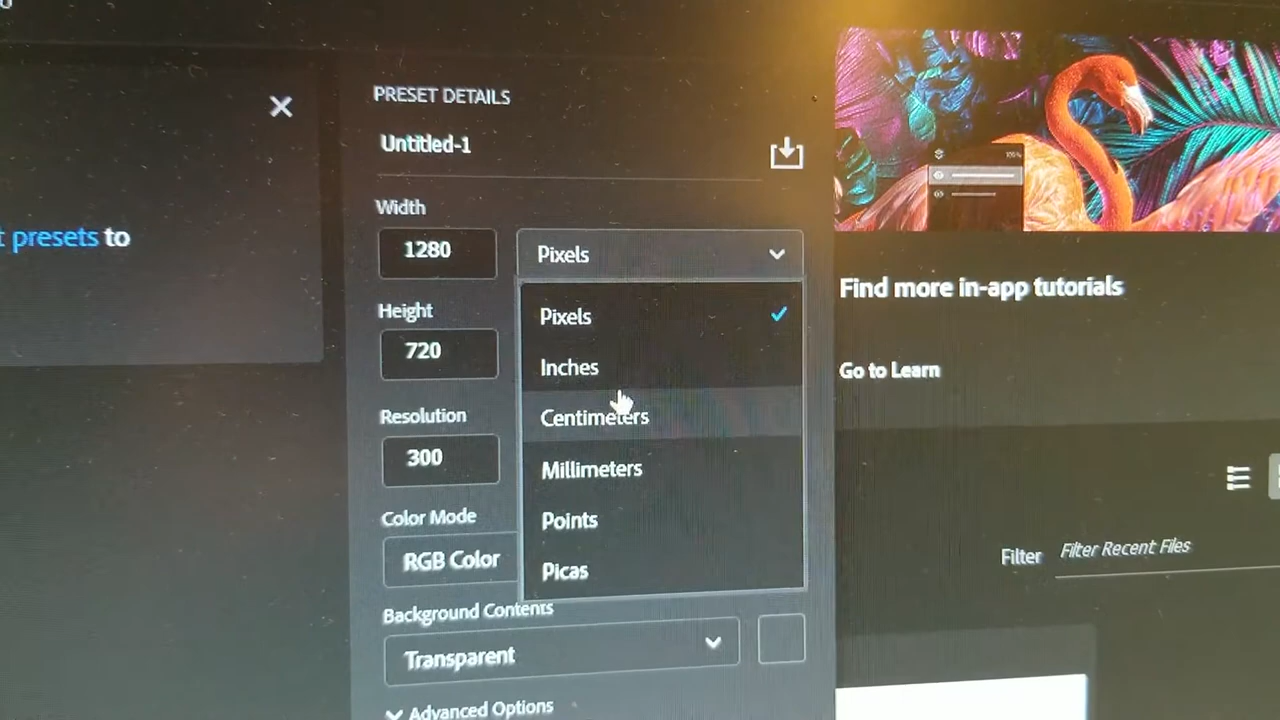 PRESET DETAILS
Untitled-1
presets to
Width
1280
Pixels
Height
720
Pixels
Inches
Centimeters
Millimeters
Points
Picas
Resolution
300
Color Mode
RGB Color
Background Contents
Transparent
Advanced Options
Find more in-app tutorials
Go to Learn
Filter
Filter Recent Files